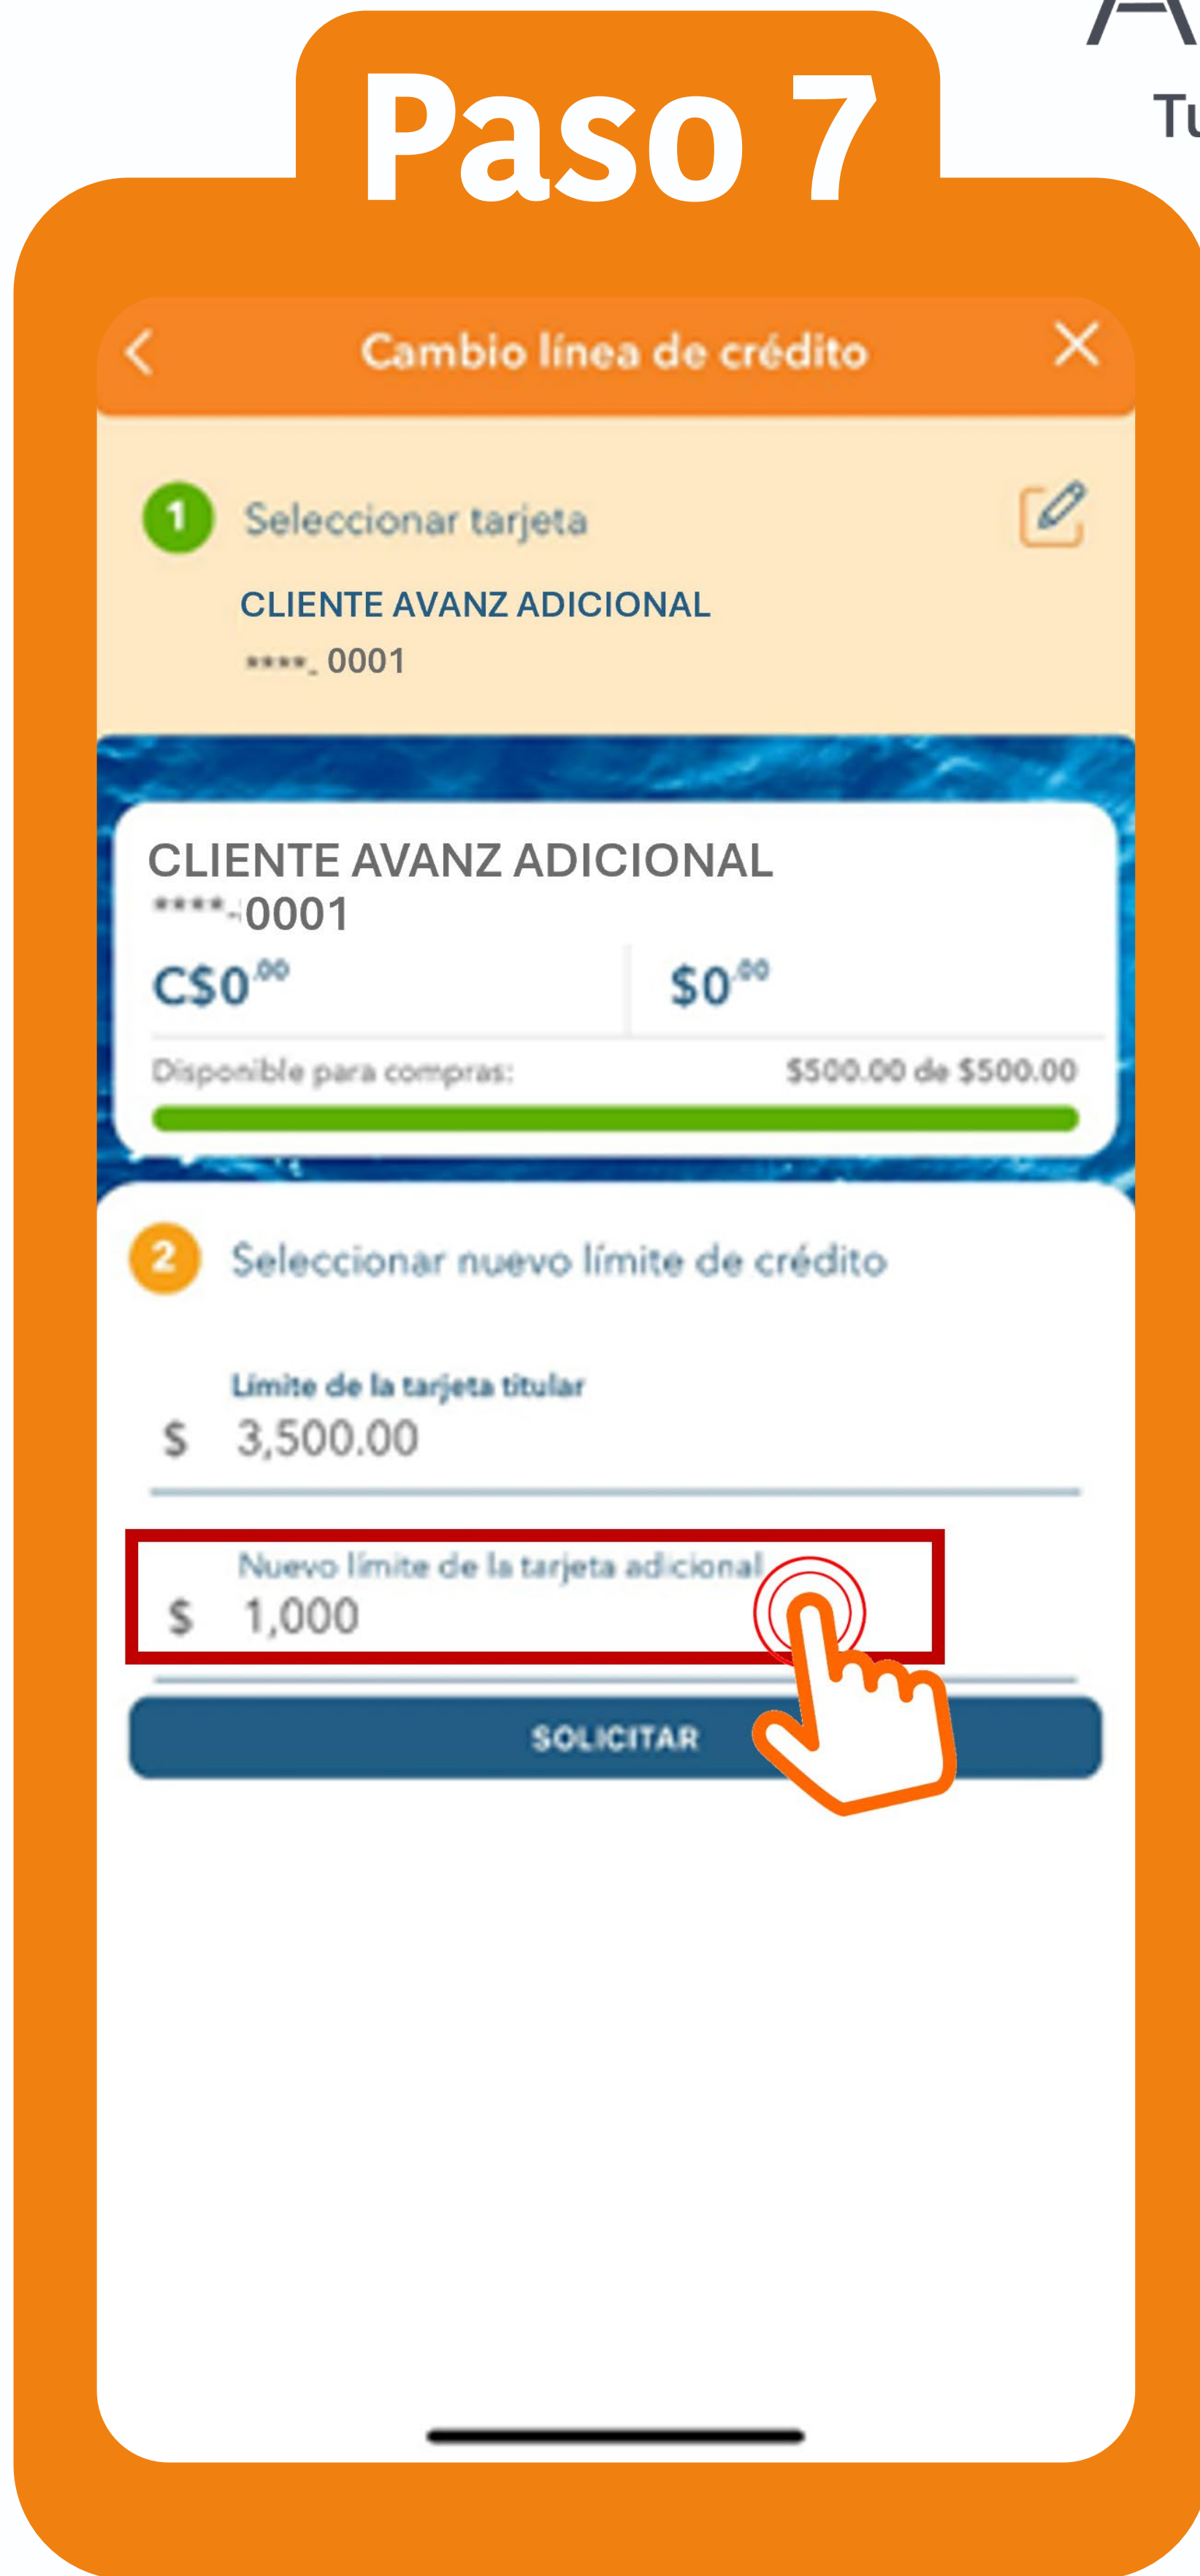 Paso 7
Cambio línea de crédito
1 Seleccionar tarjeta
CLIENTE AVANZ ADICIONAL
****_ 0001
CLIENTE AVANZ ADICIONAL
****-0001
C$0.00 $0.00
Disponible para compras: $500.00 de $500.00
2 Seleccionar nuevo límite de crédito
Límite de la tarjeta titular
$ 3,500.00
Nuevo límite de la tarjeta adicional
$ 1,000
SOLICITAR